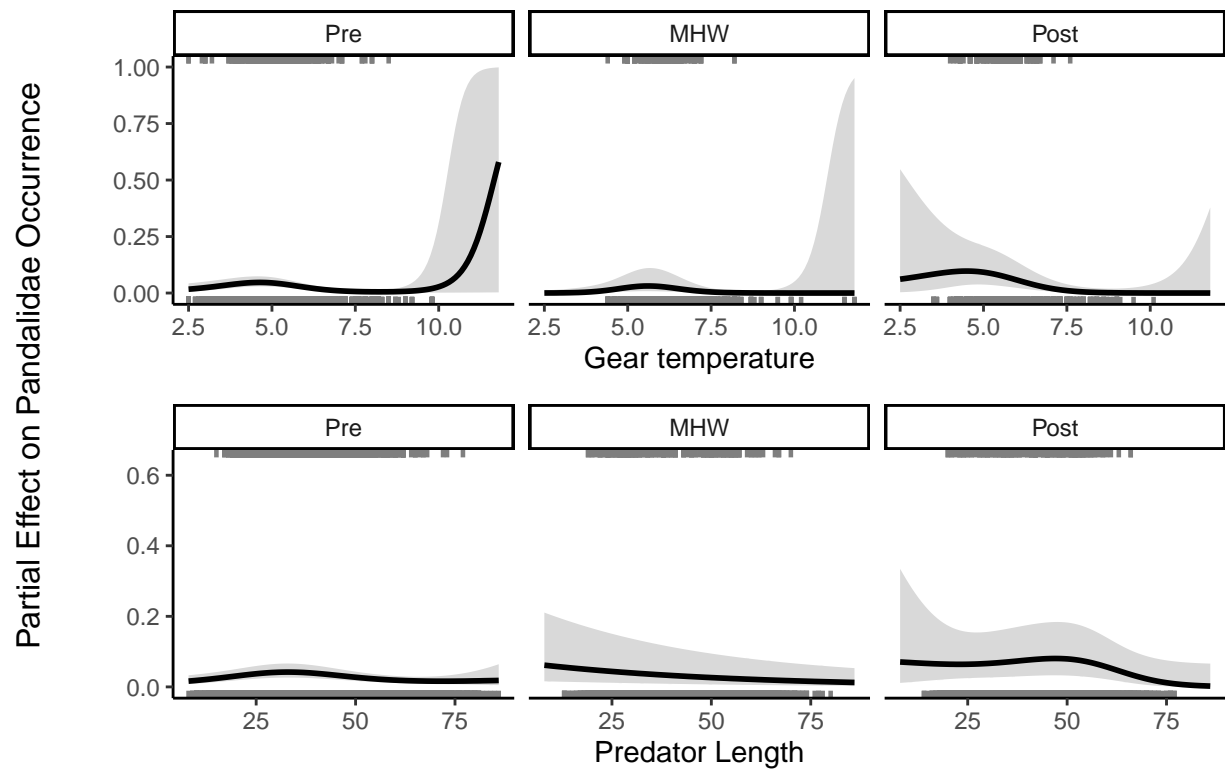 Partial Effect on Pandalidae Occurrence
Pre MHW Post
1.00
0.75
0.50
0.25
0.00
2.5 5.0 7.5 10.0 2.5 5.0 7.5 10.0 2.5 5.0 7.5 10.0
Gear temperature
Pre MHW Post
0.6
0.4
0.2
0.0
25 50 75 25 50 75 25 50 75
Predator Length